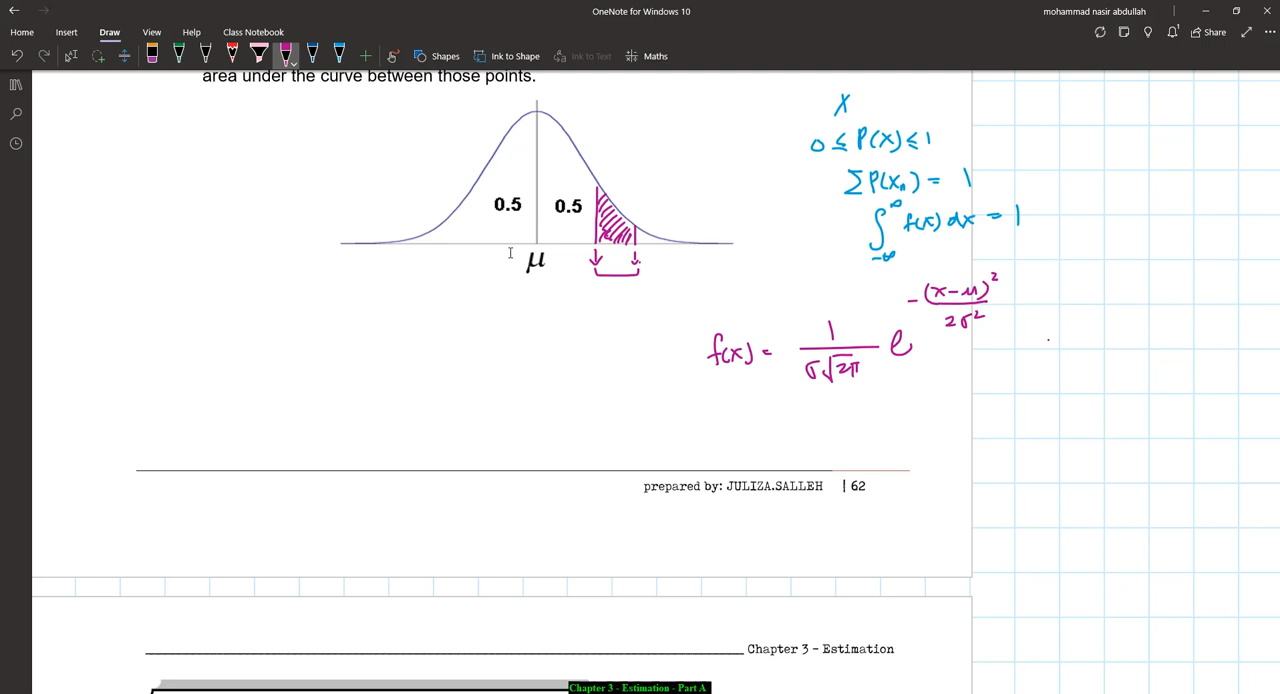 OneNote for Windows 10
mohammad nasir abdullah
Home Insert Draw View Help Class Notebook
Share
Shapes Ink to Shape Ink to Text Maths
area under the curve between those points.
X
0 ≤ P(X) ≤ 1
∑ P(Xn) = 1
∫_{-∞}^{∞} f(x) dx = 1
0.5 0.5
μ
f(x) = 1/(σ√2π) e^{-(x-μ)²/2σ²}
prepared by: JULIZA.SALLEH | 62
Chapter 3 - Estimation
Chapter 3 - Estimation - Part A